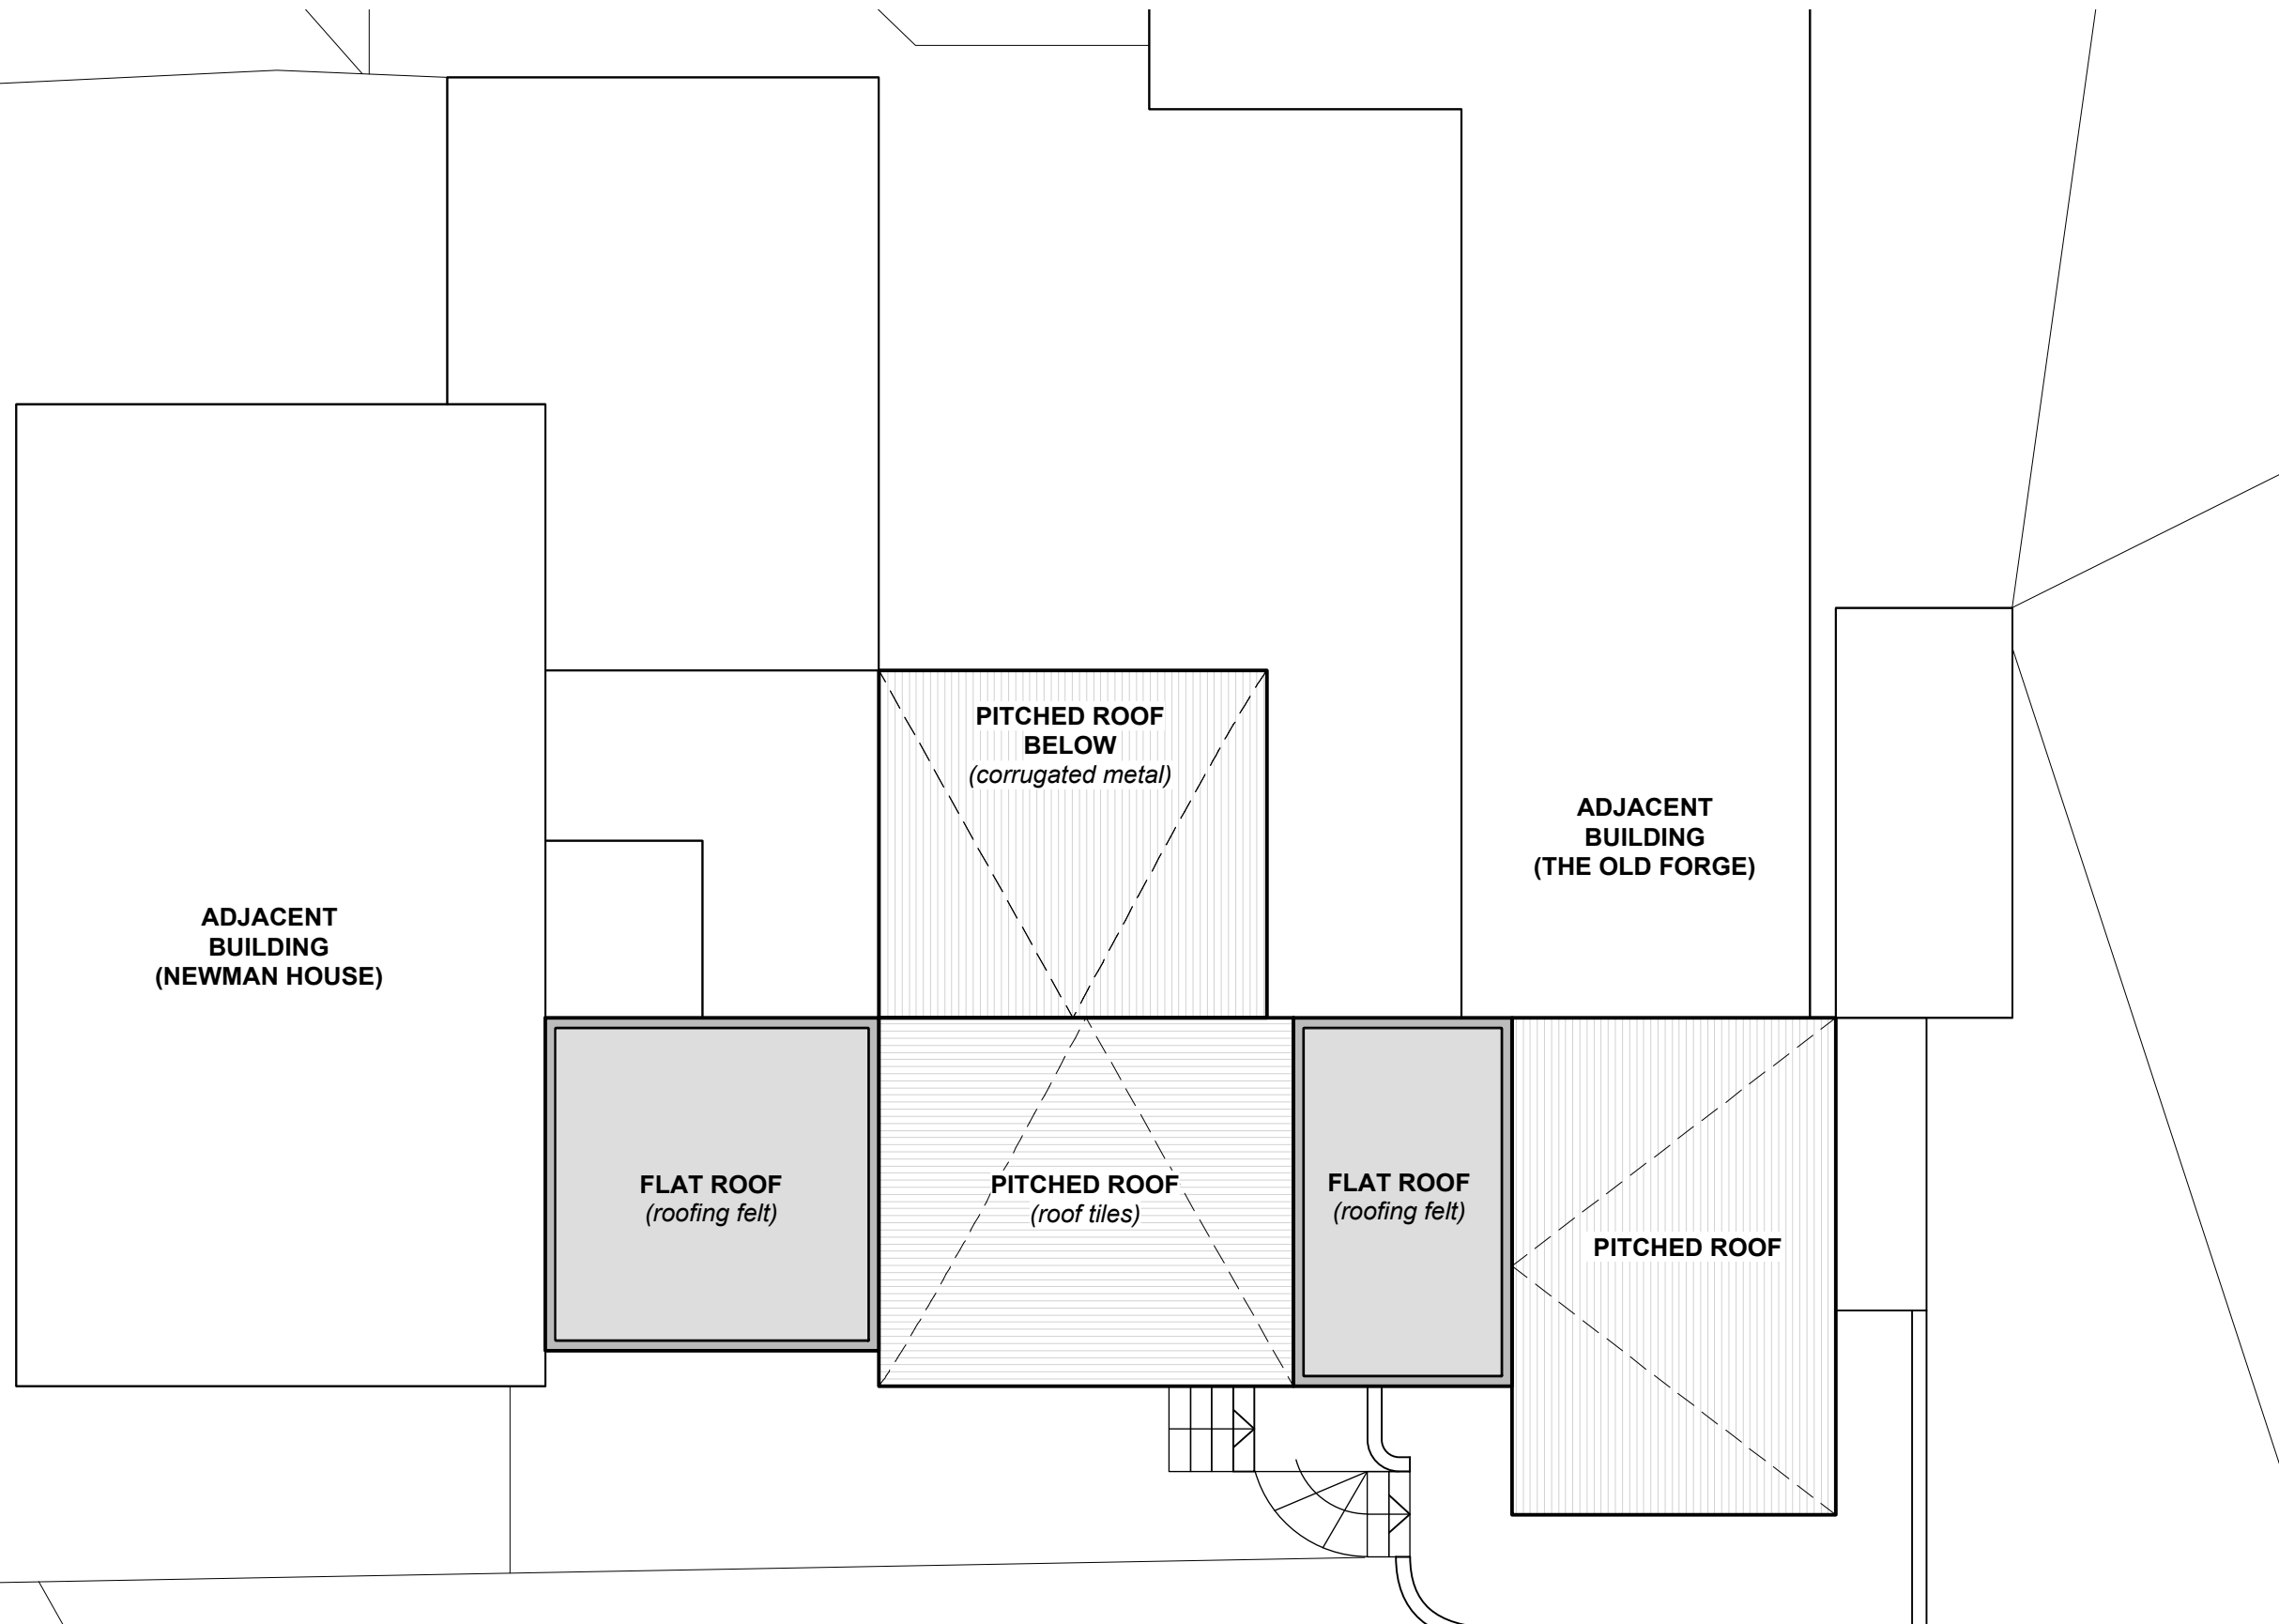 PITCHED ROOF
BELOW
(corrugated metal)
ADJACENT
BUILDING
(THE OLD FORGE)
ADJACENT
BUILDING
(NEWMAN HOUSE)
FLAT ROOF
(roofing felt)
PITCHED ROOF
(roof tiles)
FLAT ROOF
(roofing felt)
PITCHED ROOF